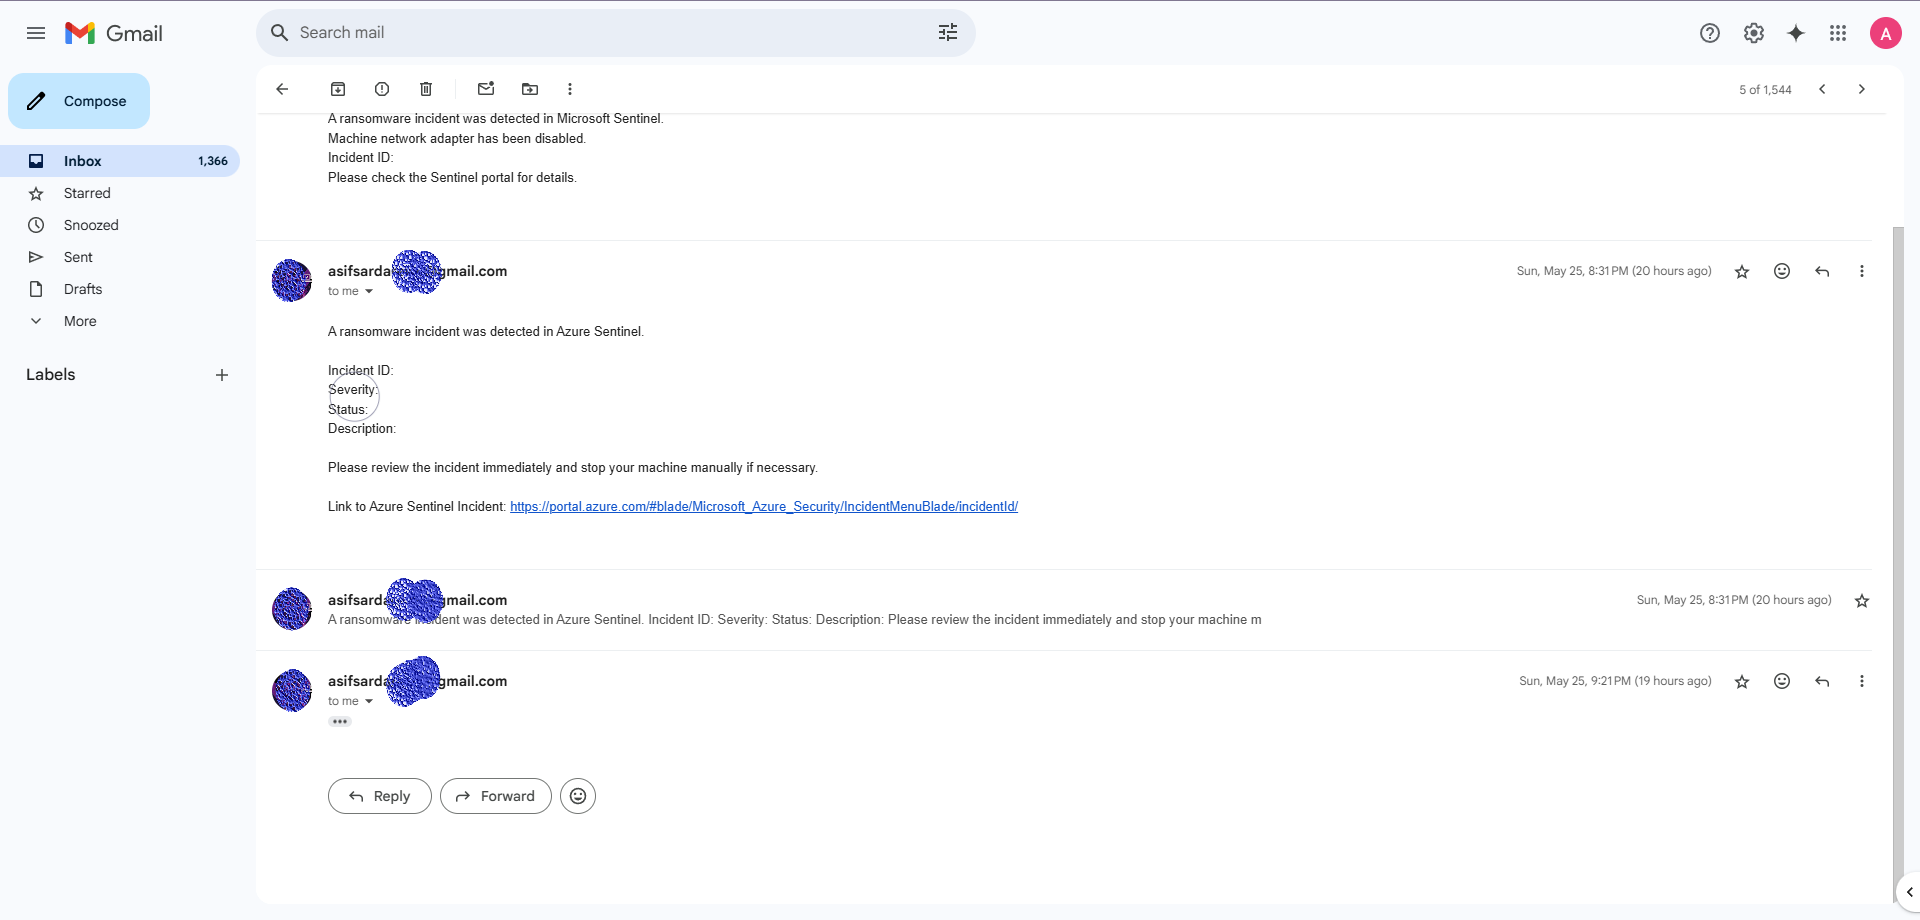 Gmail
Search mail
A
Compose
5 of 1,544
Inbox 1,366
Starred
Snoozed
Sent
Drafts
More
Labels
A ransomware incident was detected in Microsoft Sentinel.
Machine network adapter has been disabled.
Incident ID:
Please check the Sentinel portal for details.
asifsarda gmail.com
Sun, May 25, 8:31 PM (20 hours ago)
to me
A ransomware incident was detected in Azure Sentinel.
Incident ID:
Severity:
Status:
Description:
Please review the incident immediately and stop your machine manually if necessary.
Link to Azure Sentinel Incident: https://portal.azure.com/#blade/Microsoft_Azure_Security/IncidentMenuBlade/incidentId/
asifsarda gmail.com
Sun, May 25, 8:31 PM (20 hours ago)
A ransomware incident was detected in Azure Sentinel. Incident ID: Severity: Status: Description: Please review the incident immediately and stop your machine m
asifsarda gmail.com
Sun, May 25, 9:21 PM (19 hours ago)
to me
Reply
Forward